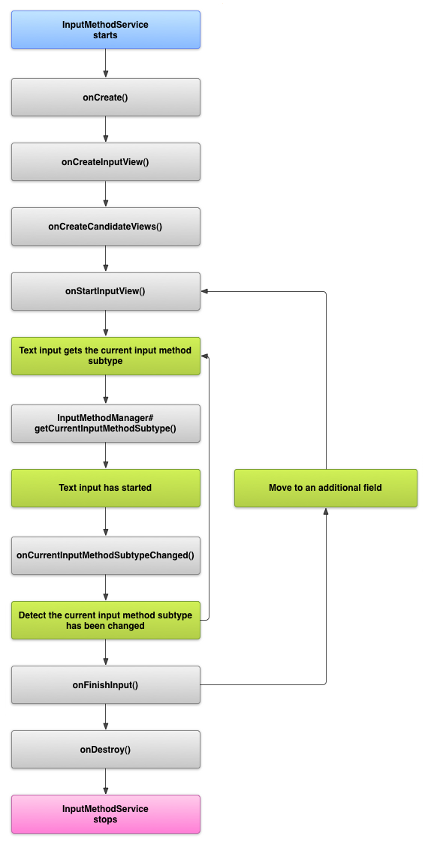 InputMethodService
starts
onCreate()
onCreateInputView()
onCreateCandidateViews()
onStartInputView()
Text input gets the current input method
subtype
InputMethodManager#
getCurrentInputMethodSubtype()
Text input has started
Move to an additional field
onCurrentInputMethodSubtypeChanged()
Detect the current input method subtype
has been changed
onFinishInput()
onDestroy()
InputMethodService
stops